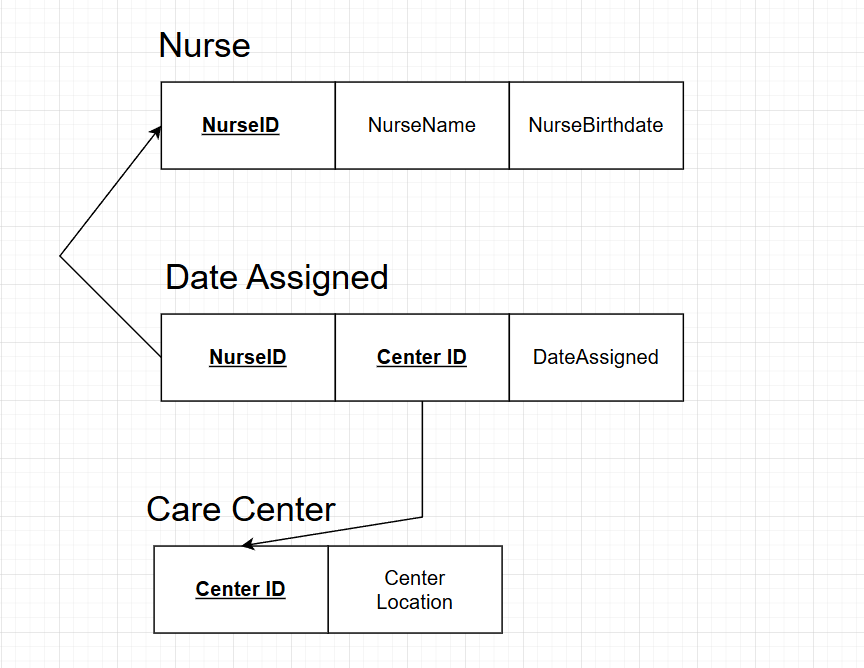 Nurse
NurseID
NurseName
NurseBirthdate
Date Assigned
NurseID
Center ID
DateAssigned
Care Center
Center ID
Center
Location